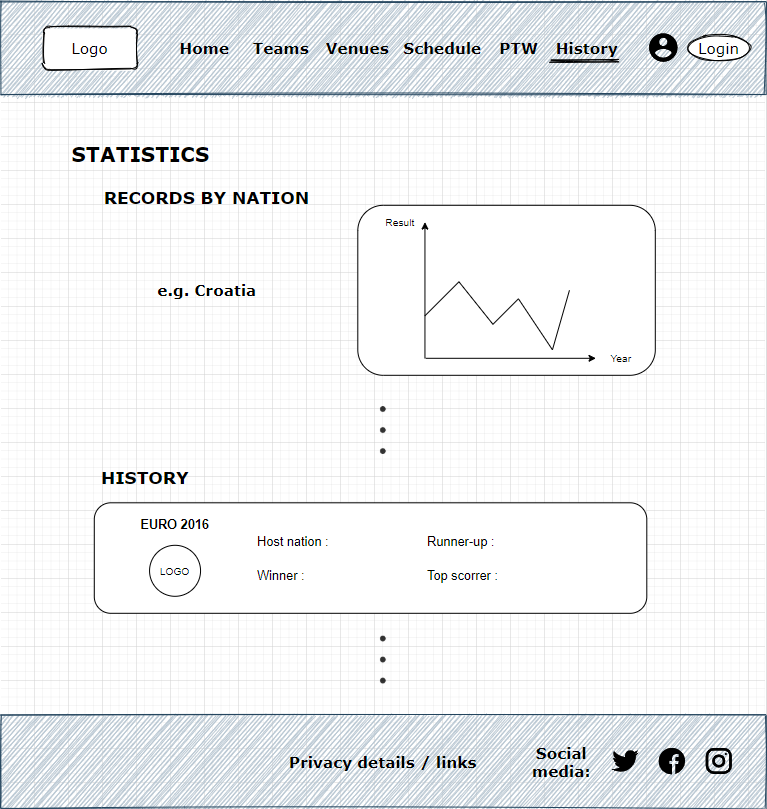 Logo
Home Teams Venues Schedule PTW History
Login
STATISTICS
RECORDS BY NATION
Result
e.g. Croatia
Year
HISTORY
EURO 2016
Host nation :
Runner-up :
LOGO
Winner :
Top scorrer :
Privacy details / links
Social
media: